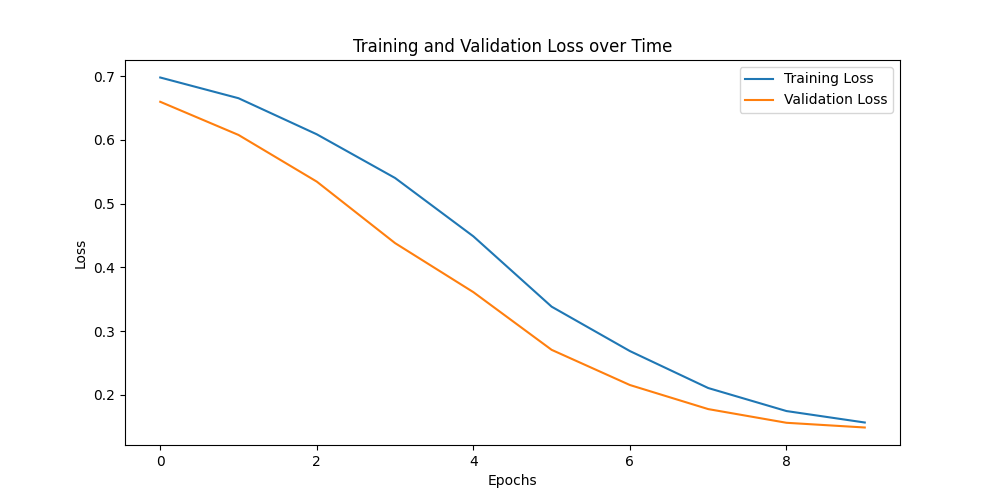 Training and Validation Loss over Time
Training Loss
Validation Loss
0.7
0.6
0.5
0.4
0.3
0.2
Loss
0 2 4 6 8
Epochs